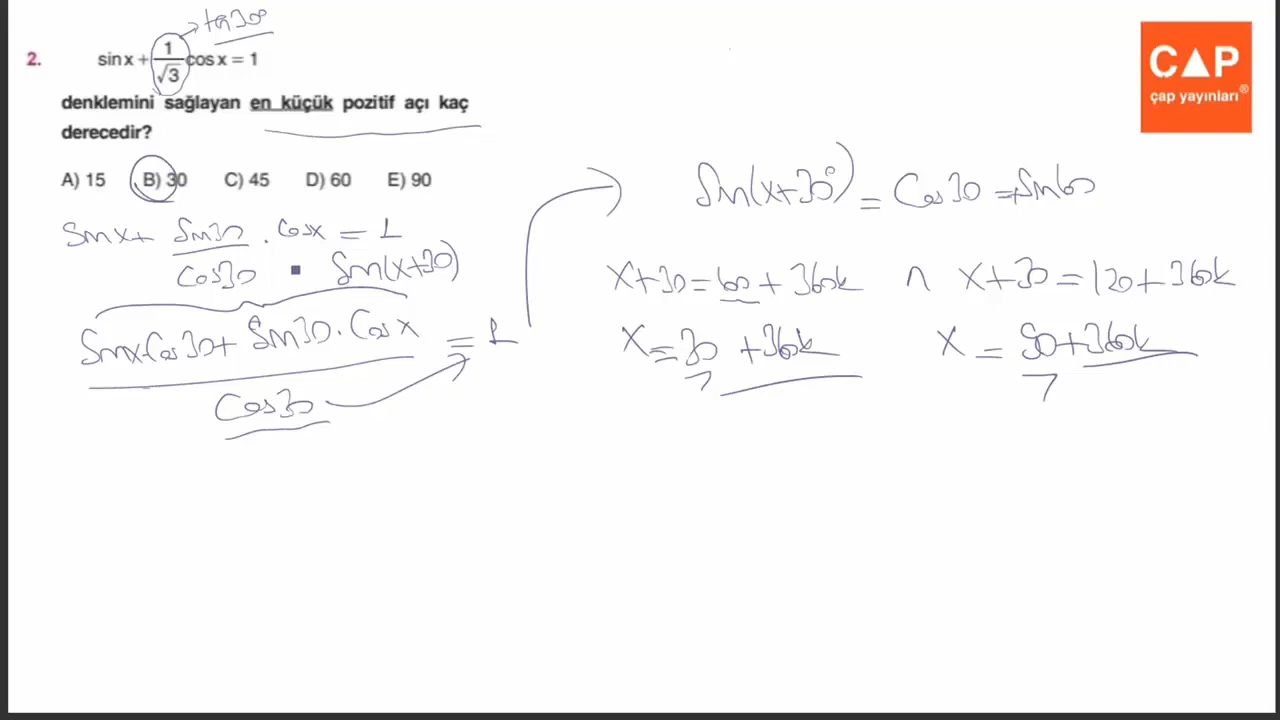 tan30°
2. sinx + 1/√3 cosx = 1
denklemini sağlayan en küçük pozitif açı kaç
derecedir?
A) 15 B) 30 C) 45 D) 60 E) 90
Sinx + Sin30/Cos30 . Cosx = 1
Sin(x+30)
Sinx.Cos30 + Sin30.Cosx / Cos30 = 1
Sin(x+30°) = Cos30 = Sin60
x+30 = 60 + 360k ∩ x+30 = 120+360k
x = 30 + 360k x = 90+360k
ÇAP
çap yayınları®